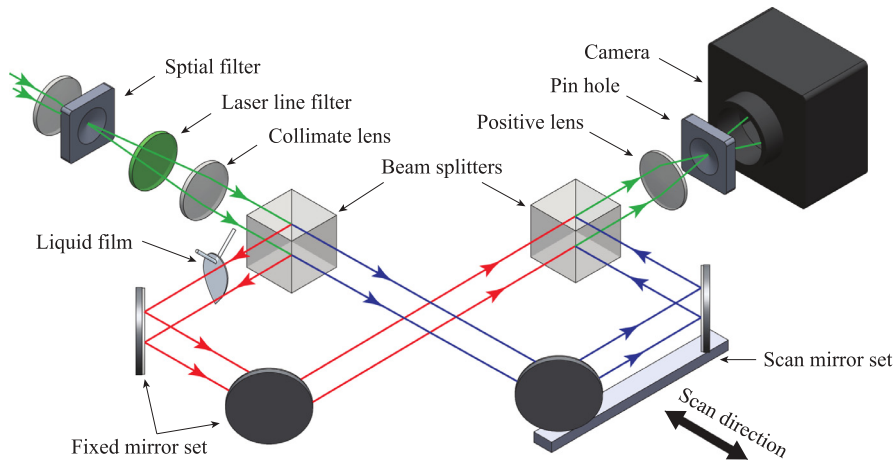 Sptial filter
Laser line filter
Collimate lens
Beam splitters
Camera
Pin hole
Positive lens
Liquid film
Fixed mirror set
Scan mirror set
Scan direction